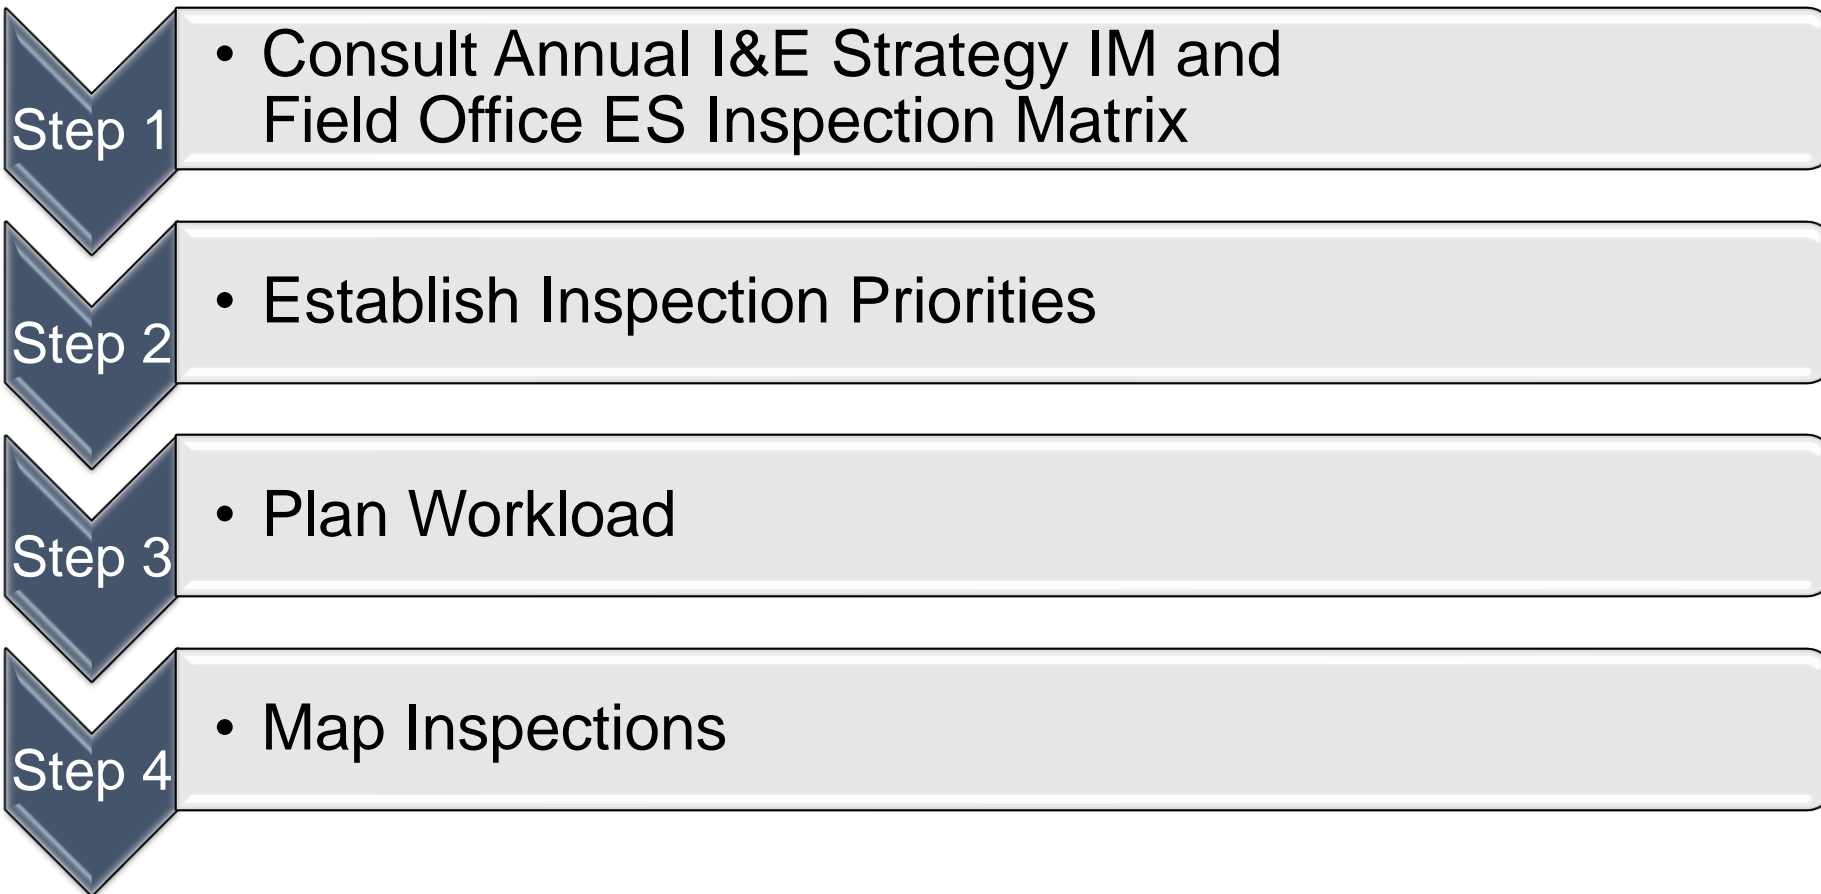 Step 1
• Consult Annual I&E Strategy IM and
Field Office ES Inspection Matrix
Step 2
• Establish Inspection Priorities
Step 3
• Plan Workload
Step 4
• Map Inspections